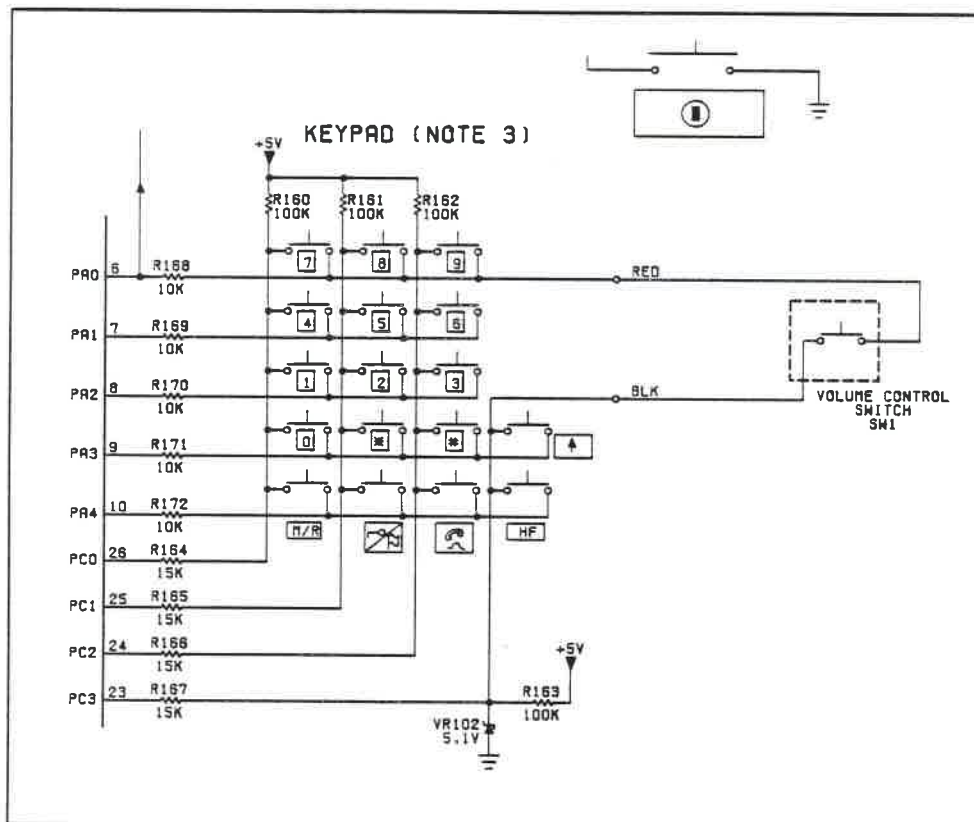 KEYPAD (NOTE 3)
+5V
R160 R161 R162
100K 100K 100K
7 8 9
PA0 6 R168 RED
10K
4 5 6
PA1 7 R169
10K
1 2 3
PA2 8 R170 BLK
10K
VOLUME CONTROL
SWITCH
SW1
0 * #
PA3 9 R171 ↑
10K
PA4 10 R172
10K
M/R HF
PC0 26 R164
15K
PC1 25 R165
15K
PC2 24 R166
15K
+5V
PC3 23 R167 R163
15K 100K
VR102
5.1V